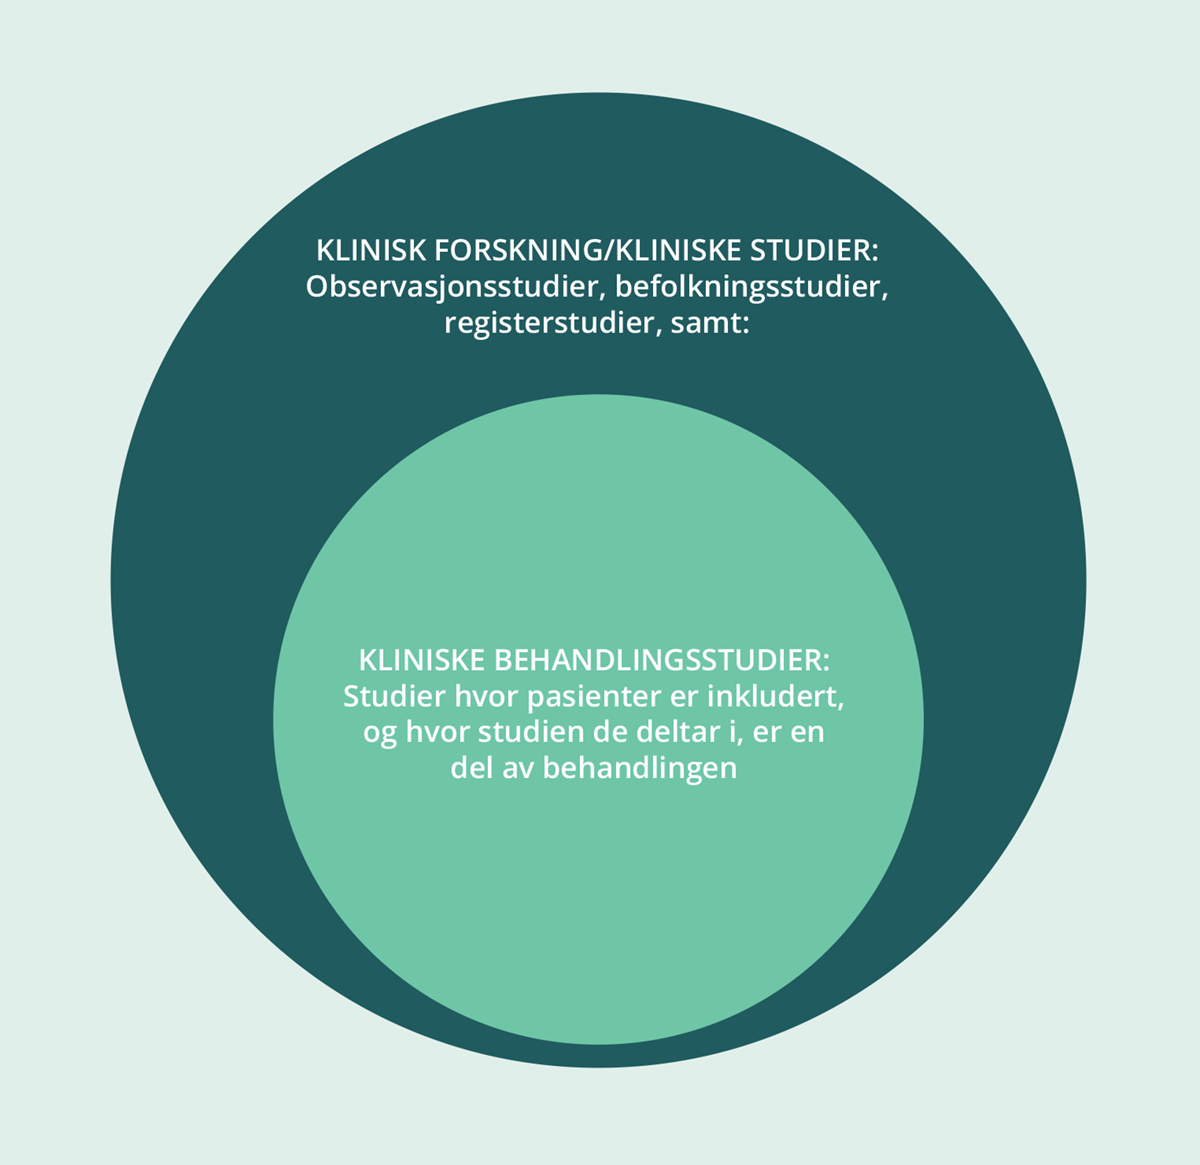 KLINISK FORSKNING/KLINISKE STUDIER:
Observasjonsstudier, befolkningsstudier,
registerstudier, samt:
KLINISKE BEHANDLINGSSTUDIER:
Studier hvor pasienter er inkludert,
og hvor studien de deltar i, er en
del av behandlingen